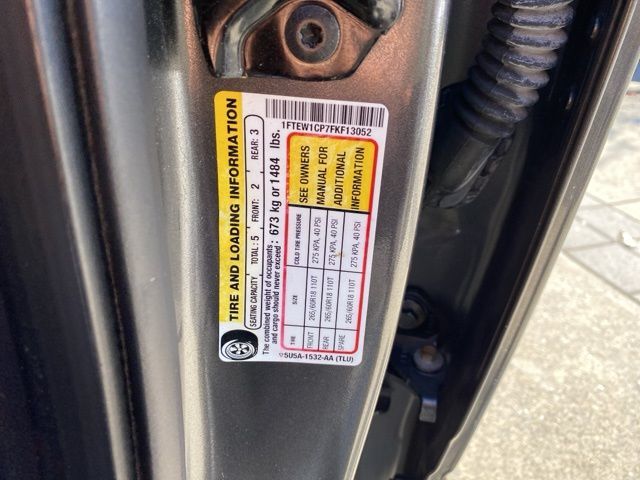 1FTEW1CP7FKF13052
TIRE AND LOADING INFORMATION
SEATING CAPACITY TOTAL: 5 FRONT: 2 REAR: 3
The combined weight of occupants
and cargo should never exceed: 673 kg or 1484 lbs.
TIRE SIZE COLD TIRE PRESSURE
FRONT 265/60R18 110T 275 KPA, 40 PSI
REAR 265/60R18 110T 275 KPA, 40 PSI
SPARE 265/60R18 110T 275 KPA, 40 PSI
SEE OWNERS
MANUAL FOR
ADDITIONAL
INFORMATION
5U5A-1532-AA (TLU)